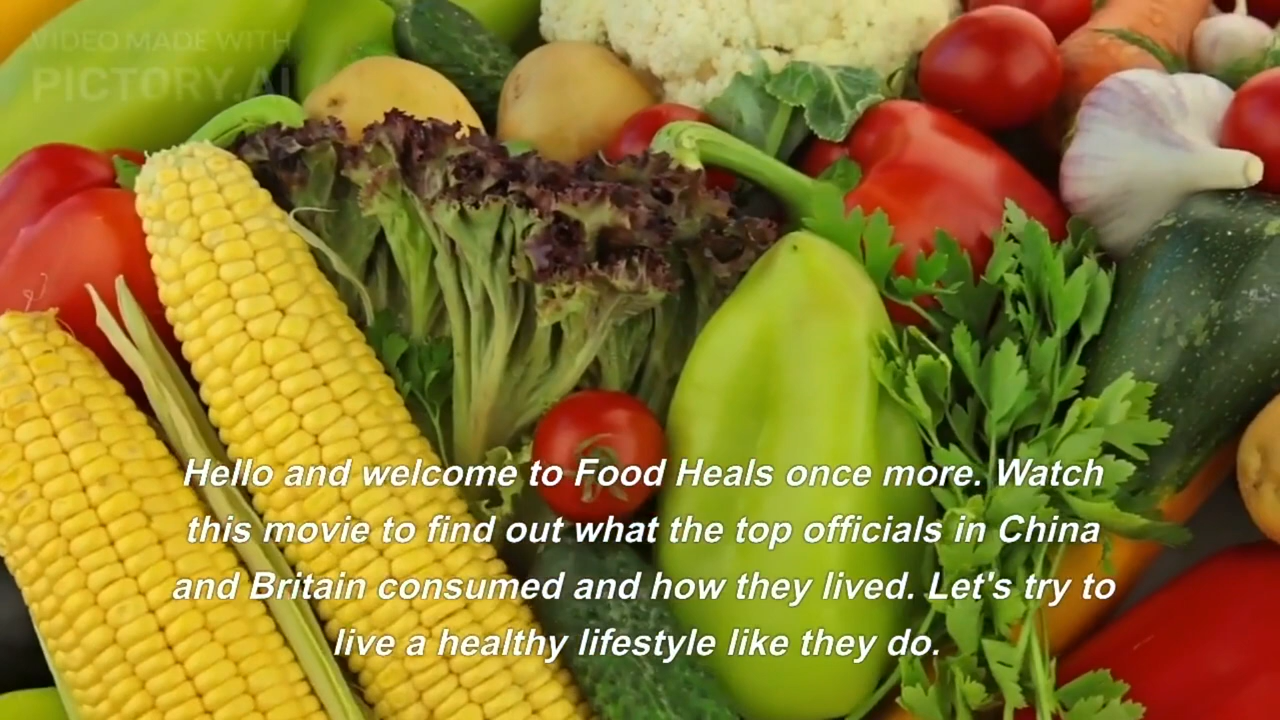 VIDEO MADE WITH
PICTORY.AI
Hello and welcome to Food Heals once more. Watch
this movie to find out what the top officials in China
and Britain consumed and how they lived. Let's try to
live a healthy lifestyle like they do.